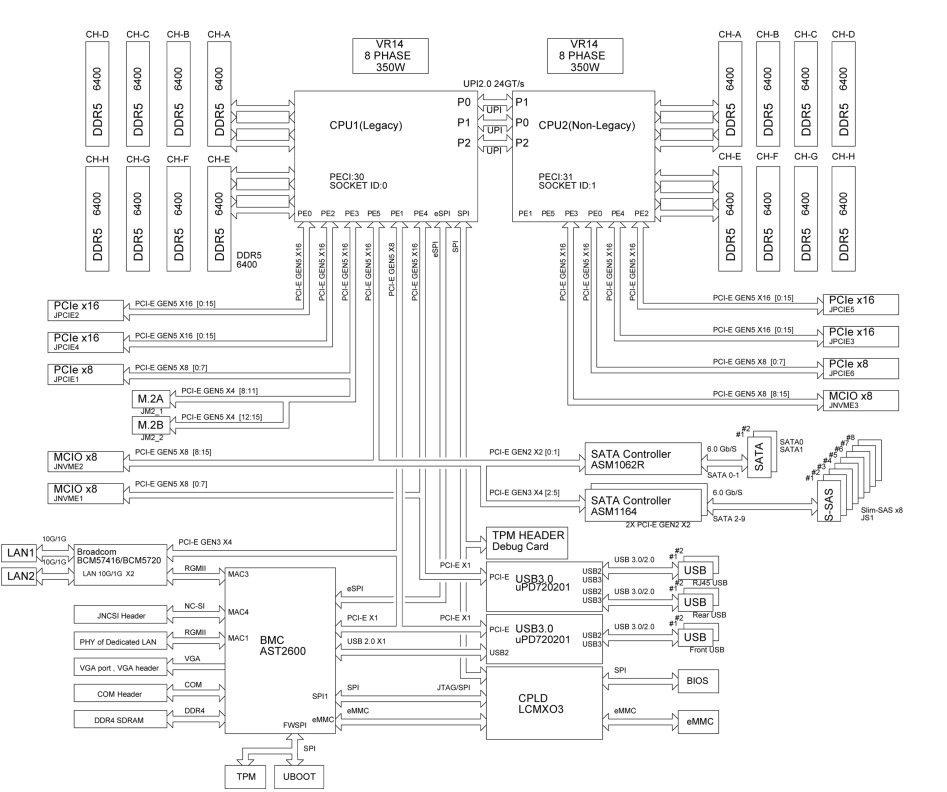 CH-D CH-C CH-B CH-A
DDR5 6400
DDR5 6400
DDR5 6400
DDR5 6400
CH-H CH-G CH-F CH-E
DDR5 6400
DDR5 6400
DDR5 6400
DDR5 6400
DDR5
6400
VR14
8 PHASE
350W
VR14
8 PHASE
350W
UPI2.0 24GT/s
CPU1(Legacy)
P0
P1
P2
PECI:30
SOCKET ID:0
PE0 PE2 PE3 PE5 PE1 PE4 eSPI SPI
UPI
UPI
UPI
P1
P0
P2
CPU2(Non-Legacy)
PECI:31
SOCKET ID:1
PE1 PE5 PE3 PE0 PE4 PE2
CH-A CH-B CH-C CH-D
DDR5 6400
DDR5 6400
DDR5 6400
DDR5 6400
CH-E CH-F CH-G CH-H
DDR5 6400
DDR5 6400
DDR5 6400
DDR5 6400
PCI-E GEN5 X16
PCI-E GEN5 X16
PCI-E GEN5 X16
PCI-E GEN5 X16
PCI-E GEN5 X8
PCI-E GEN5 X16
eSPI
SPI
PCI-E GEN5 X16
PCI-E GEN5 X16
PCI-E GEN5 X16
PCI-E GEN5 X16
PCIe x16
JPCIE2
PCI-E GEN5 X16 [0:15]
PCIe x16
JPCIE4
PCI-E GEN5 X16 [0:15]
PCIe x8
JPCIE1
PCI-E GEN5 X8 [0:7]
M.2A
JM2_1
PCI-E GEN5 X4 [8:11]
M.2B
JM2_2
PCI-E GEN5 X4 [12:15]
MCIO x8
JNVME2
PCI-E GEN5 X8 [8:15]
MCIO x8
JNVME1
PCI-E GEN5 X8 [0:7]
PCI-E GEN5 X16 [0:15]
PCIe x16
JPCIE5
PCI-E GEN5 X16 [0:15]
PCIe x16
JPCIE3
PCI-E GEN5 X8 [0:7]
PCIe x8
JPCIE6
PCI-E GEN5 X8 [8:15]
MCIO x8
JNVME3
PCI-E GEN2 X2 [0:1]
SATA Controller
ASM1062R
6.0 Gb/S
SATA 0-1
#1
#2
SATA
SATA0
SATA1
PCI-E GEN3 X4 [2:5]
SATA Controller
ASM1164
2X PCI-E GEN2 X2
6.0 Gb/S
SATA 2-9
#1
#2
#3
#4
#5
#6
#7
#8
S-SAS
Slim-SAS x8
JS1
TPM HEADER
Debug Card
LAN1
10G/1G
LAN2
10G/1G
Broadcom
BCM57416/BCM5720
LAN 10G/1G X2
PCI-E GEN3 X4
RGMII
MAC3
JNCSI Header
NC-SI
MAC4
PHY of Dedicated LAN
RGMII
MAC1
VGA port , VGA header
VGA
COM Header
COM
DDR4 SDRAM
DDR4
BMC
AST2600
SPI1
eMMC
FWSPI
SPI
TPM
UBOOT
eSPI
PCI-E X1
USB 2.0 X1
SPI
eMMC
PCI-E X1
PCI-E X1
JTAG/SPI
PCI-E
USB3.0
uPD720201
USB2
USB3
USB2
USB3
USB 3.0/2.0
#1
#2
USB
RJ45 USB
USB 3.0/2.0
#1
#2
USB
Rear USB
PCI-E
USB2
USB3.0
uPD720201
USB2
USB3
USB 3.0/2.0
#1
#2
USB
Front USB
CPLD
LCMXO3
SPI
BIOS
eMMC
eMMC